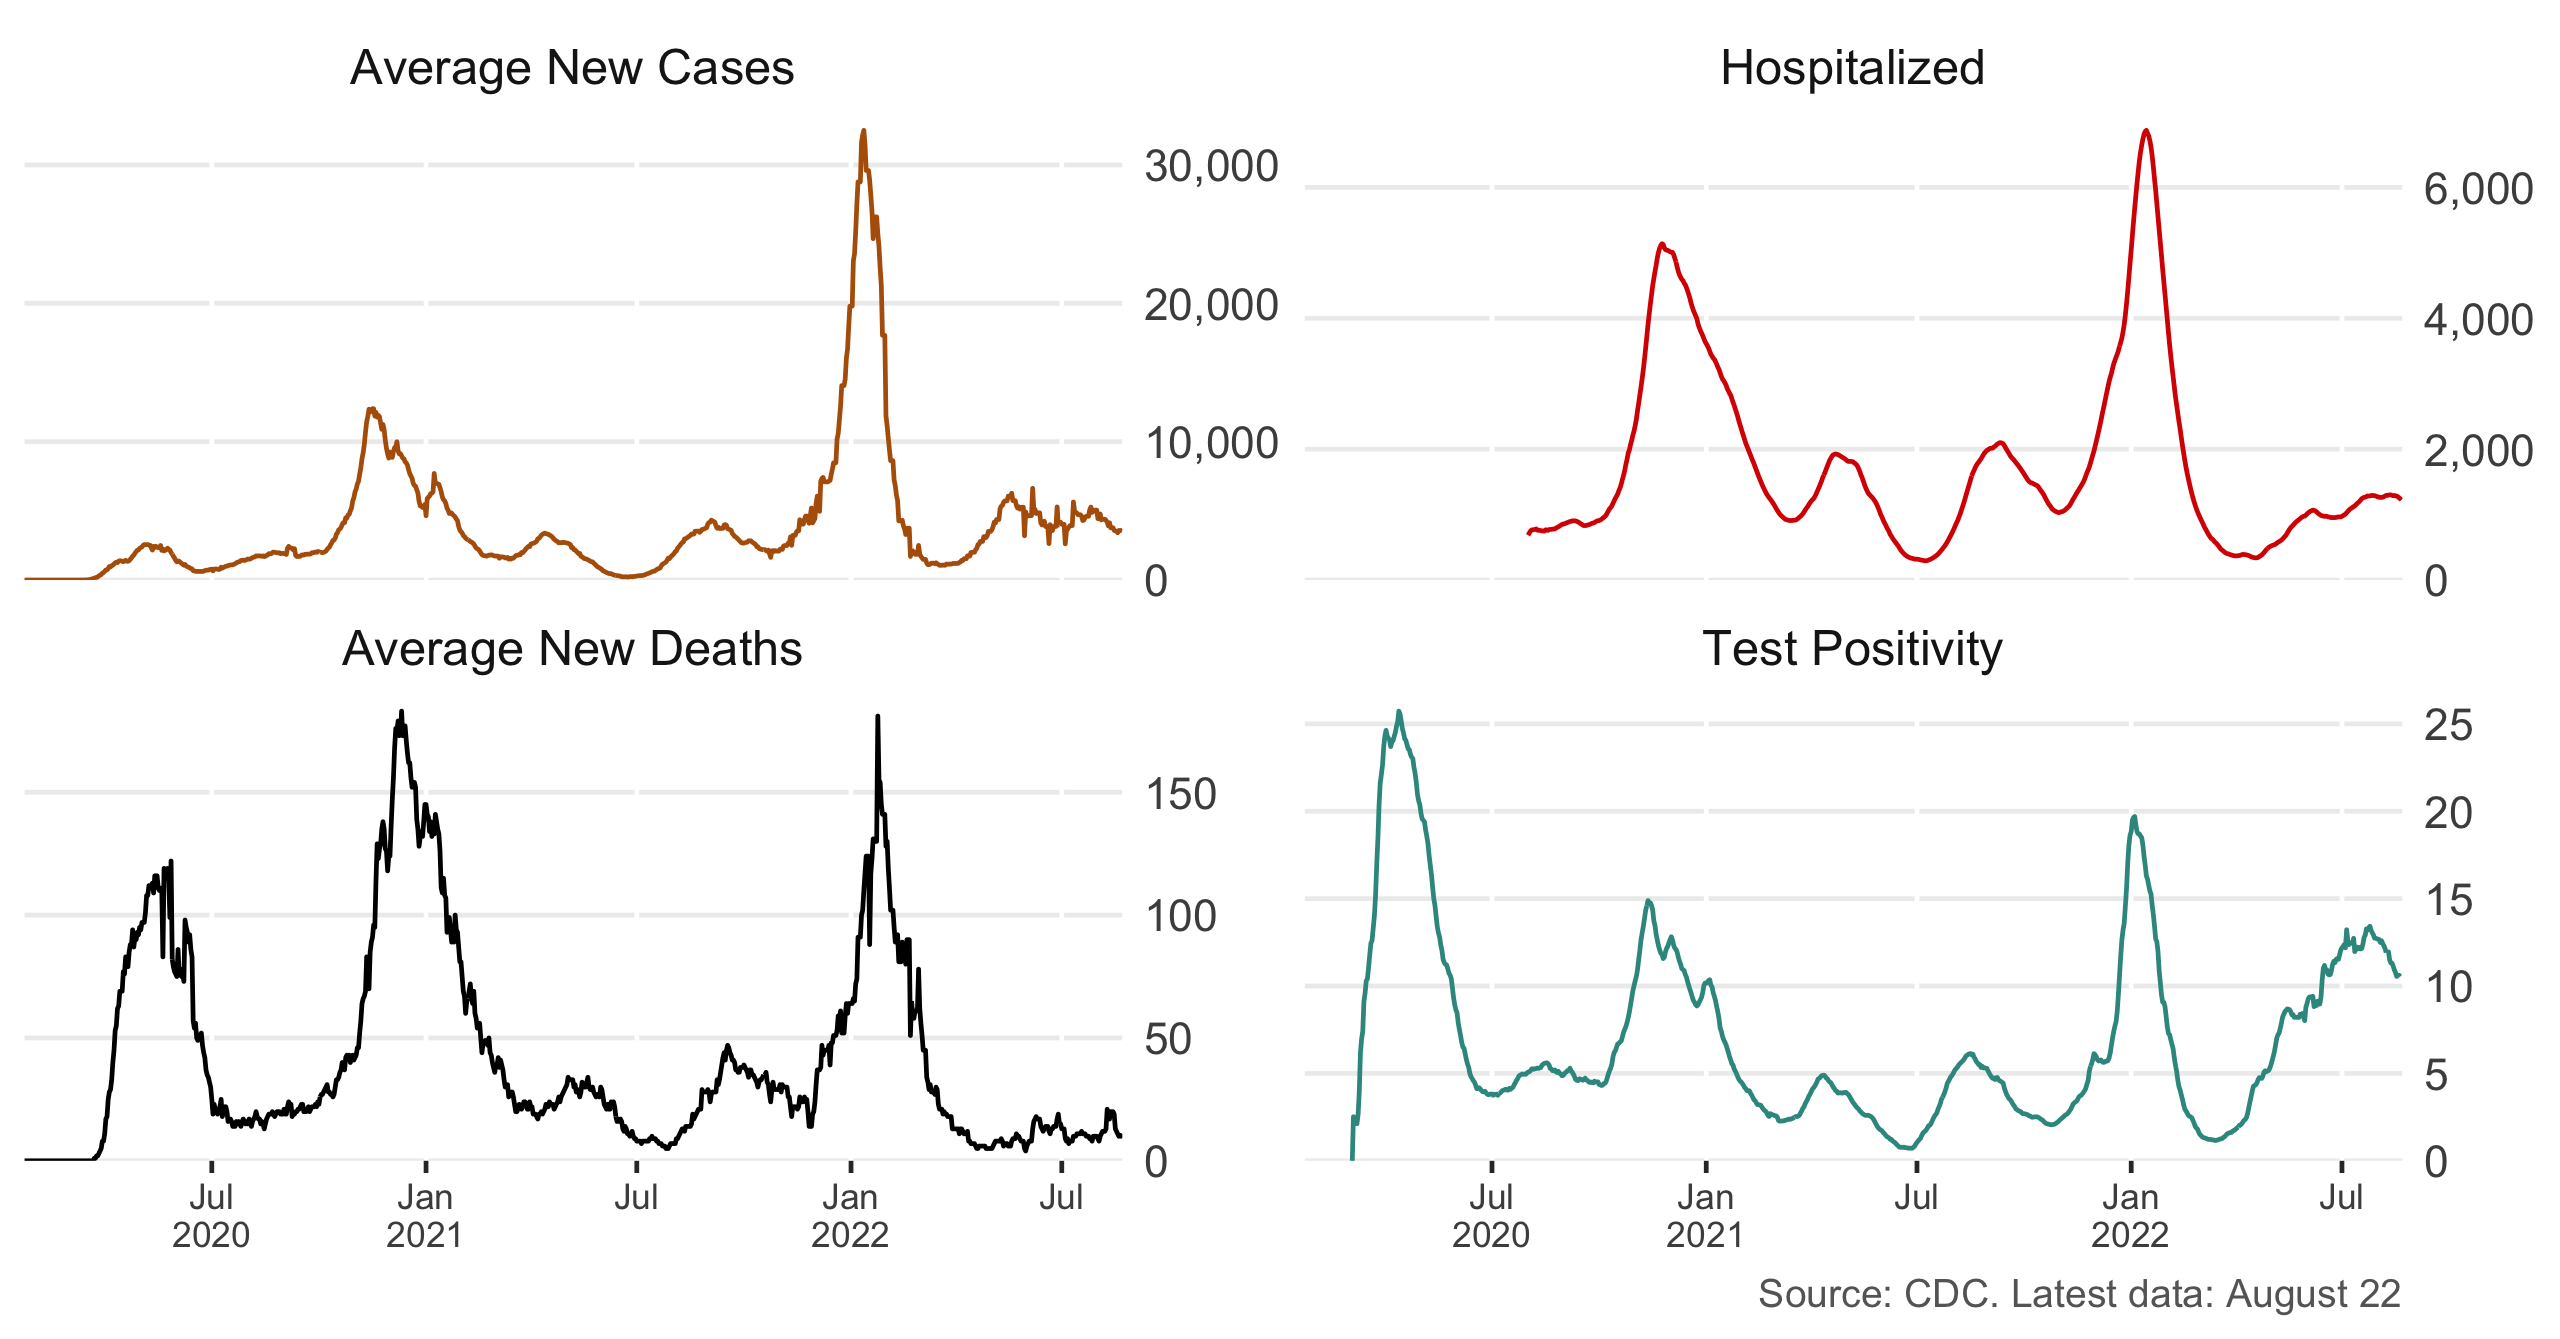 Average New Cases
30,000
20,000
10,000
0
Hospitalized
6,000
4,000
2,000
0
Average New Deaths
150
100
50
0
Jul
2020
Jan
2021
Jul
Jan
2022
Jul
Test Positivity
25
20
15
10
5
0
Jul
2020
Jan
2021
Jul
Jan
2022
Jul
Source: CDC. Latest data: August 22